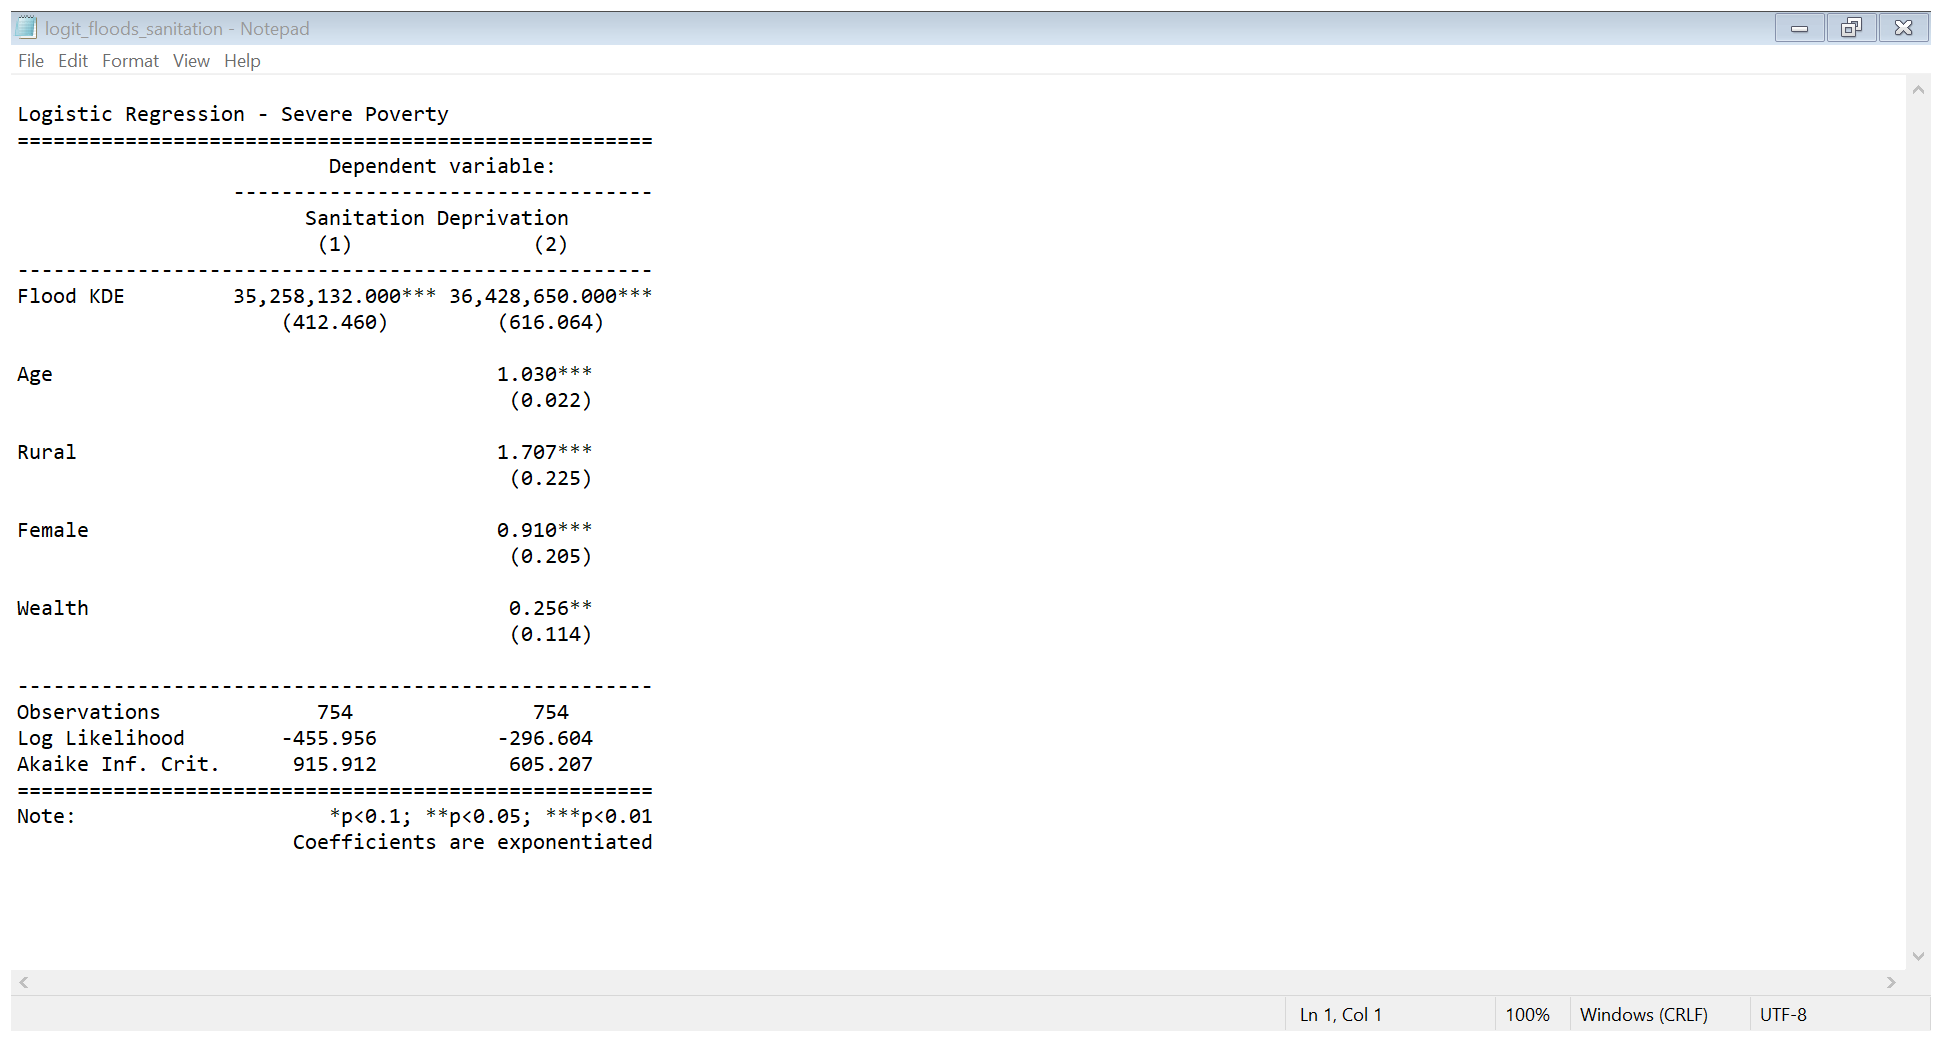 logit_floods_sanitation - Notepad
File Edit Format View Help
Logistic Regression - Severe Poverty
=====================================================
Dependent variable:
-----------------------------------
Sanitation Deprivation
(1) (2)
-----------------------------------------------------
Flood KDE 35,258,132.000*** 36,428,650.000***
(412.460) (616.064)
Age 1.030***
(0.022)
Rural 1.707***
(0.225)
Female 0.910***
(0.205)
Wealth 0.256**
(0.114)
-----------------------------------------------------
Observations 754 754
Log Likelihood -455.956 -296.604
Akaike Inf. Crit. 915.912 605.207
=====================================================
Note: *p<0.1; **p<0.05; ***p<0.01
Coefficients are exponentiated
Ln 1, Col 1 100% Windows (CRLF) UTF-8